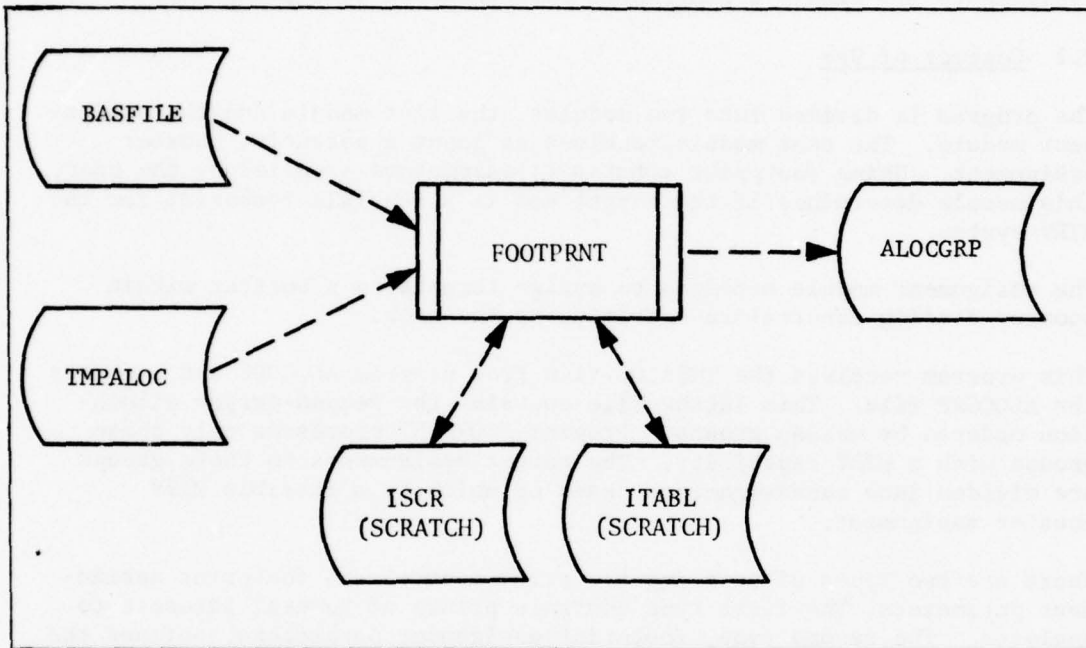 BASFILE
FOOTPRNT
ALOCGRP
TMPALOC
ISCR
(SCRATCH)
ITABL
(SCRATCH)